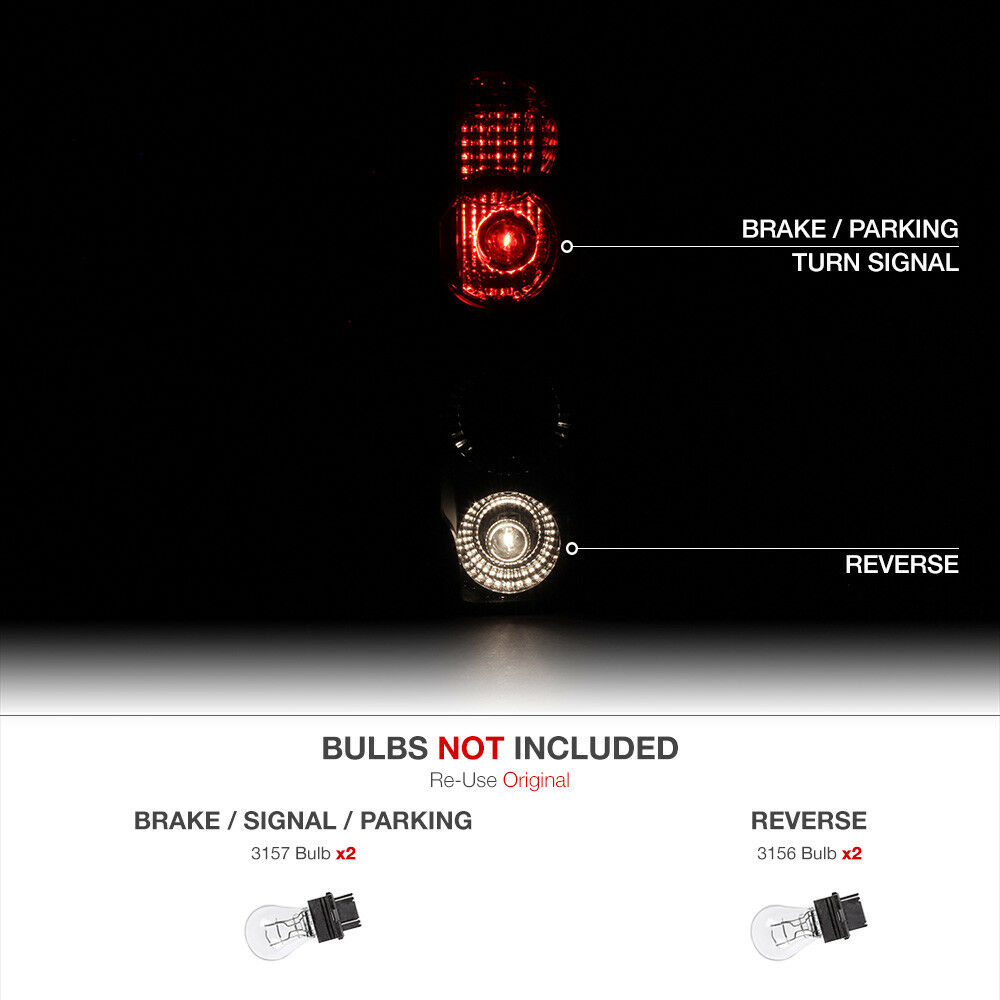 BRAKE / PARKING
TURN SIGNAL
REVERSE
BULBS NOT INCLUDED
Re-Use Original
BRAKE / SIGNAL / PARKING
3157 Bulb x2
REVERSE
3156 Bulb x2